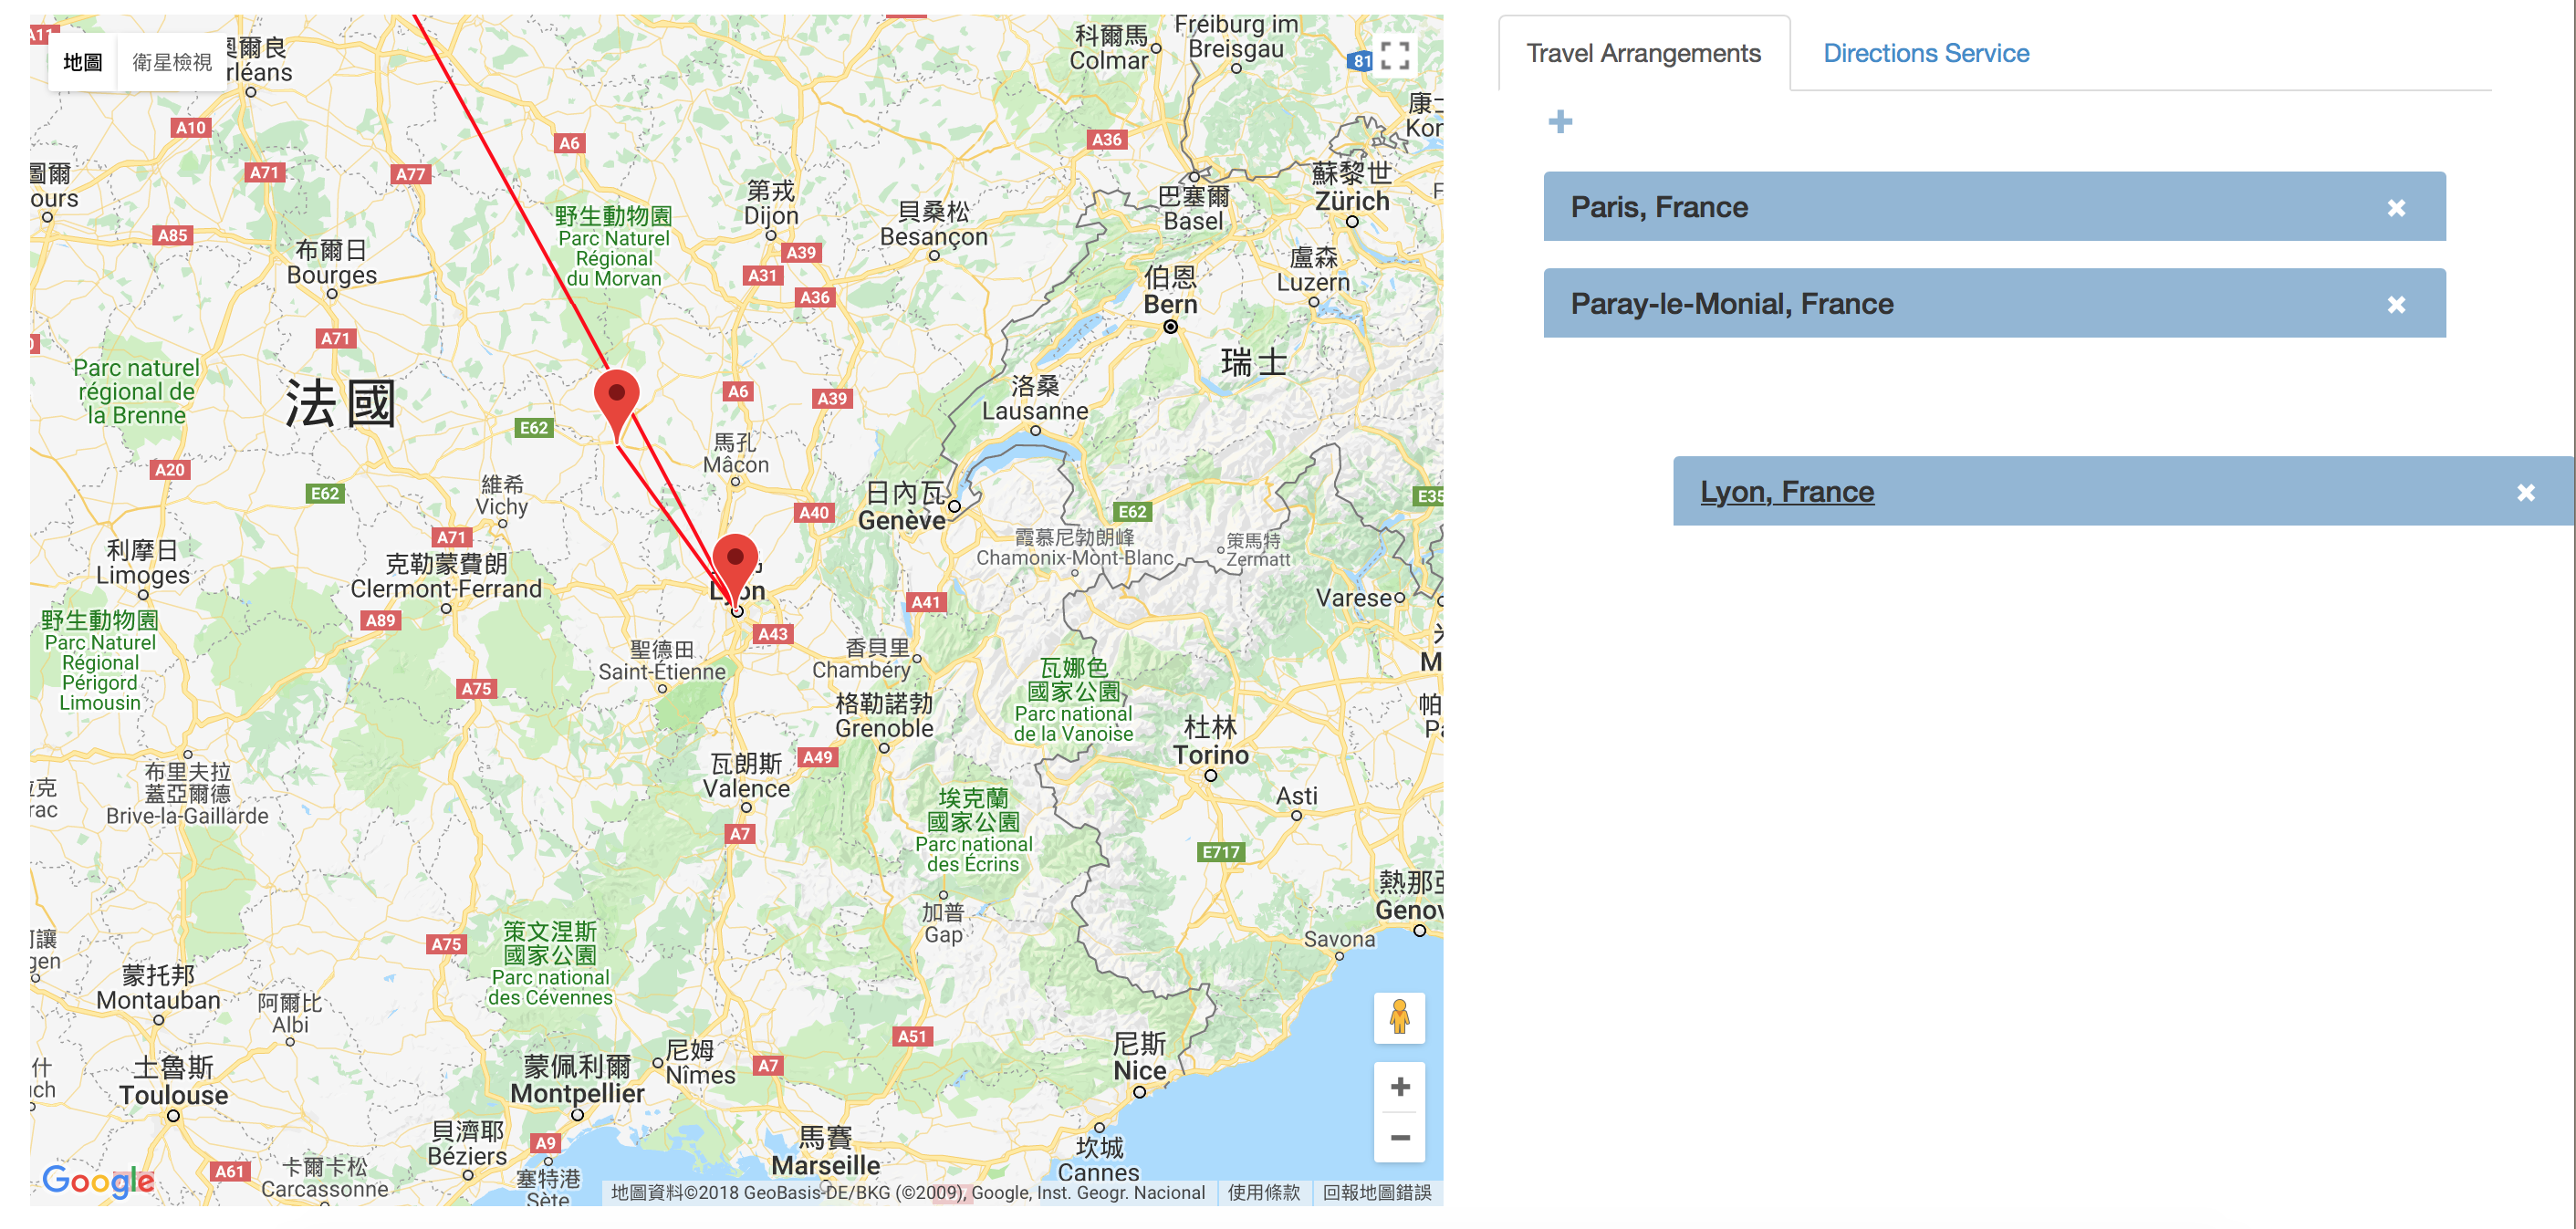 Travel Arrangements
Directions Service
Paris, France
Paray-le-Monial, France
Lyon, France
地圖
衛星檢視
奧爾良
科爾馬
Colmar
Freiburg im
Breisgau
81
A10
A6
A36
A71
A77
第戎
Dijon
蘇黎世
Zürich
巴塞爾
Basel
野生動物園
Parc Naturel
Régional
du Morvan
貝桑松
Besançon
A85
布爾日
Bourges
A39
A31
A36
盧森
Luzern
伯恩
Bern
A71
瑞士
Parc naturel
régional de
la Brenne
法國
A6
A39
洛桑
Lausanne
E62
馬孔
Mâcon
A20
E62
維希
Vichy
日內瓦
Genève
A40
E62
E35
霞慕尼勃朗峰
Chamonix-Mont-Blanc
策馬特
Zermatt
A71
利摩日
Limoges
克勒蒙費朗
Clermont-Ferrand
Varese
A41
A89
A43
野生動物園
Parc Naturel
Régional
Périgord
Limousin
聖德田
Saint-Étienne
香貝里
Chambéry
瓦娜色
國家公園
Parc national
de la Vanoise
A75
格勒諾勃
Grenoble
杜林
Torino
布里夫拉
蓋亞爾德
Brive-la-Gaillarde
瓦朗斯
Valence
A49
埃克蘭
國家公園
Parc national
des Écrins
Asti
A7
E717
加普
Gap
Savona
A75
策文涅斯
國家公園
Parc national
des Cévennes
蒙托邦
Montauban
阿爾比
Albi
A51
尼斯
Nice
土魯斯
Toulouse
蒙佩利爾
Montpellier
尼姆
Nîmes
A7
貝濟耶
Béziers
A9
馬賽
Marseille
坎城
Cannes
Google
A61
卡爾卡松
Carcassonne
塞特港
Sète
地圖資料©2018 GeoBasis-DE/BKG (©2009), Google, Inst. Geogr. Nacional
使用條款
回報地圖錯誤